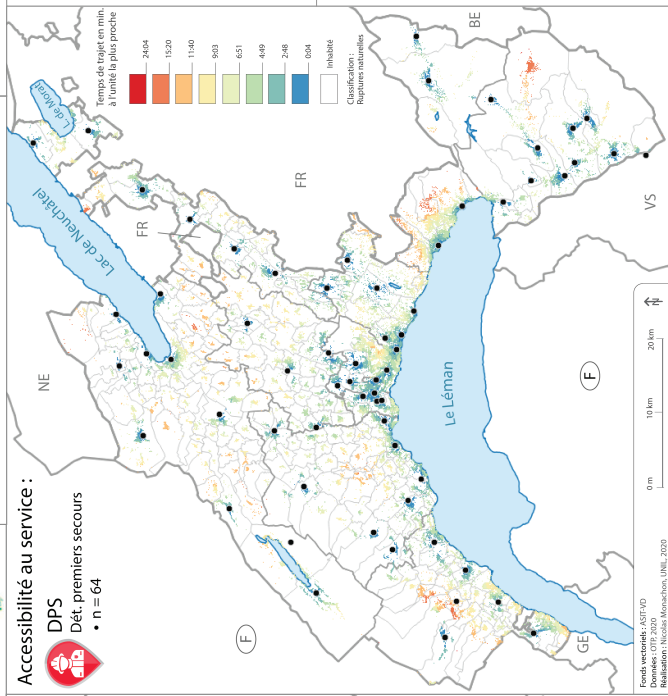 Accessibilité au service :
DPS
Dét. premiers secours
• n = 64
Temps de trajet en min.
à l'unité la plus proche
24:04
15:20
11:40
9:03
6:51
4:49
2:48
0:04
Inhabité
Classification :
Ruptures naturelles
BE
L. de Morat
Lac de Neuchâtel
FR
FR
NE
VS
Le Léman
F
F
GE
N
0 m
10 km
20 km
Fonds vectoriels : ASIT-VD
Données : OTP, 2020
Réalisation : Nicolas Monachon, UNIL, 2020